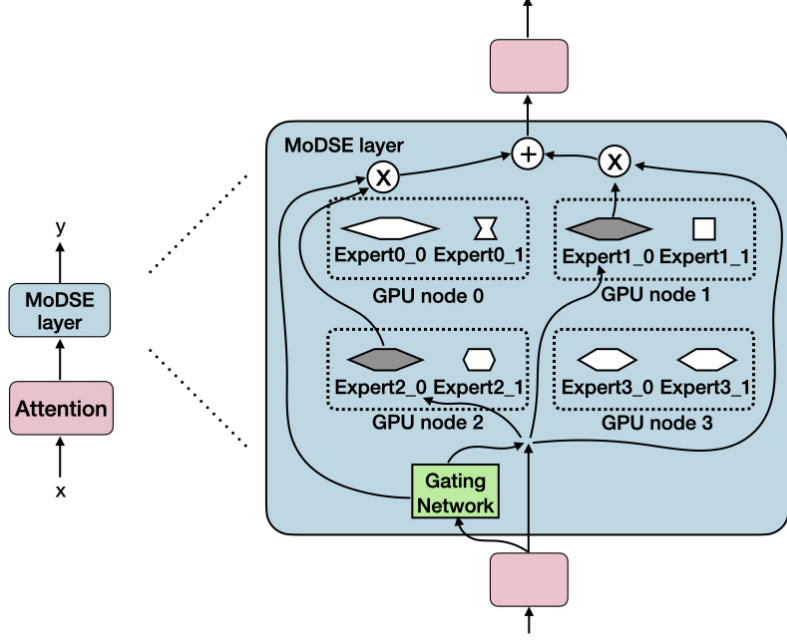 y
MoDSE
layer
Attention
x
MoDSE layer
X
+
X
Expert0_0 Expert0_1
GPU node 0
Expert1_0 Expert1_1
GPU node 1
Expert2_0 Expert2_1
GPU node 2
Expert3_0 Expert3_1
GPU node 3
Gating
Network